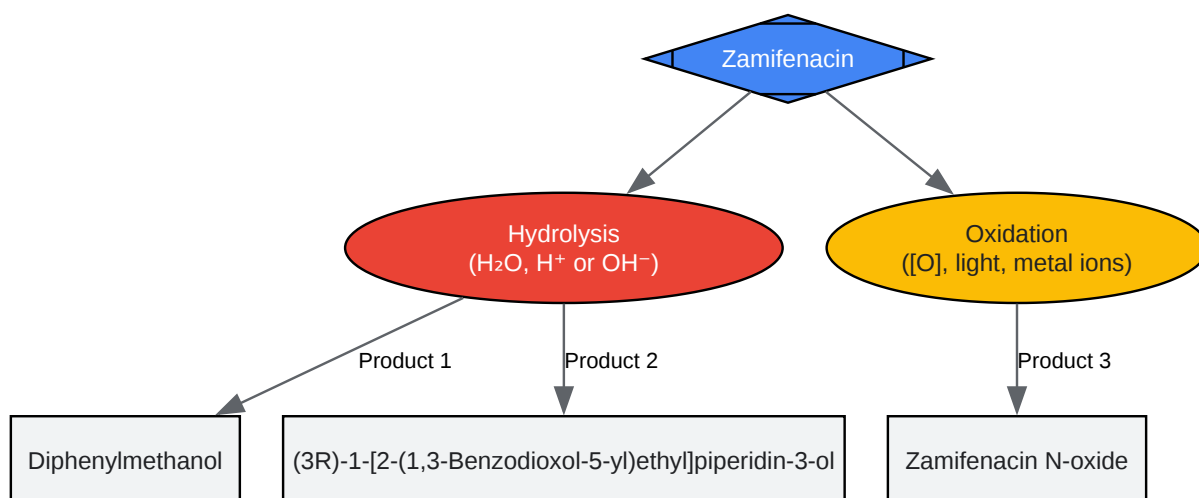 Zamifenacin
Hydrolysis
(H₂O, H⁺ or OH⁻)
Oxidation
([O], light, metal ions)
Product 1
Product 2
Product 3
Diphenylmethanol
(3R)-1-[2-(1,3-Benzodioxol-5-yl)ethyl]piperidin-3-ol
Zamifenacin N-oxide